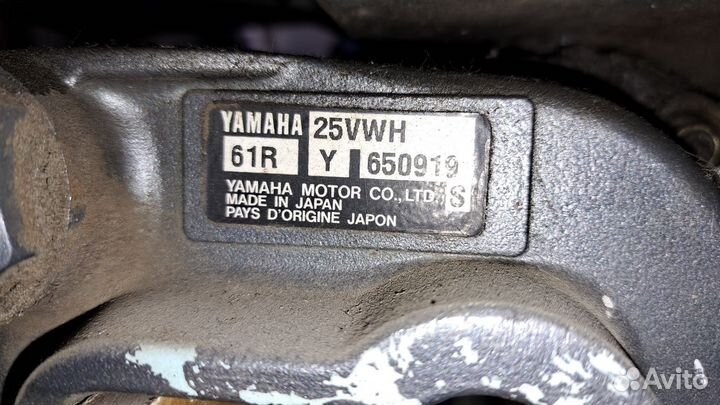 YAMAHA 25VWH
61R Y 650919
YAMAHA MOTOR CO., LTD. S
MADE IN JAPAN
PAYS D'ORIGINE JAPON
Avito